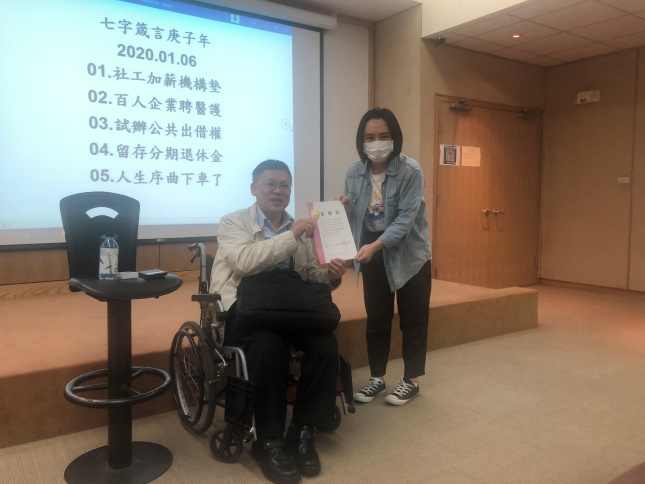 七字箴言庚子年
2020.01.06
01.社工加薪機構墊
02.百人企業聘醫護
03.試辦公共出借權
04.留存分期退休金
05.人生序曲下車了